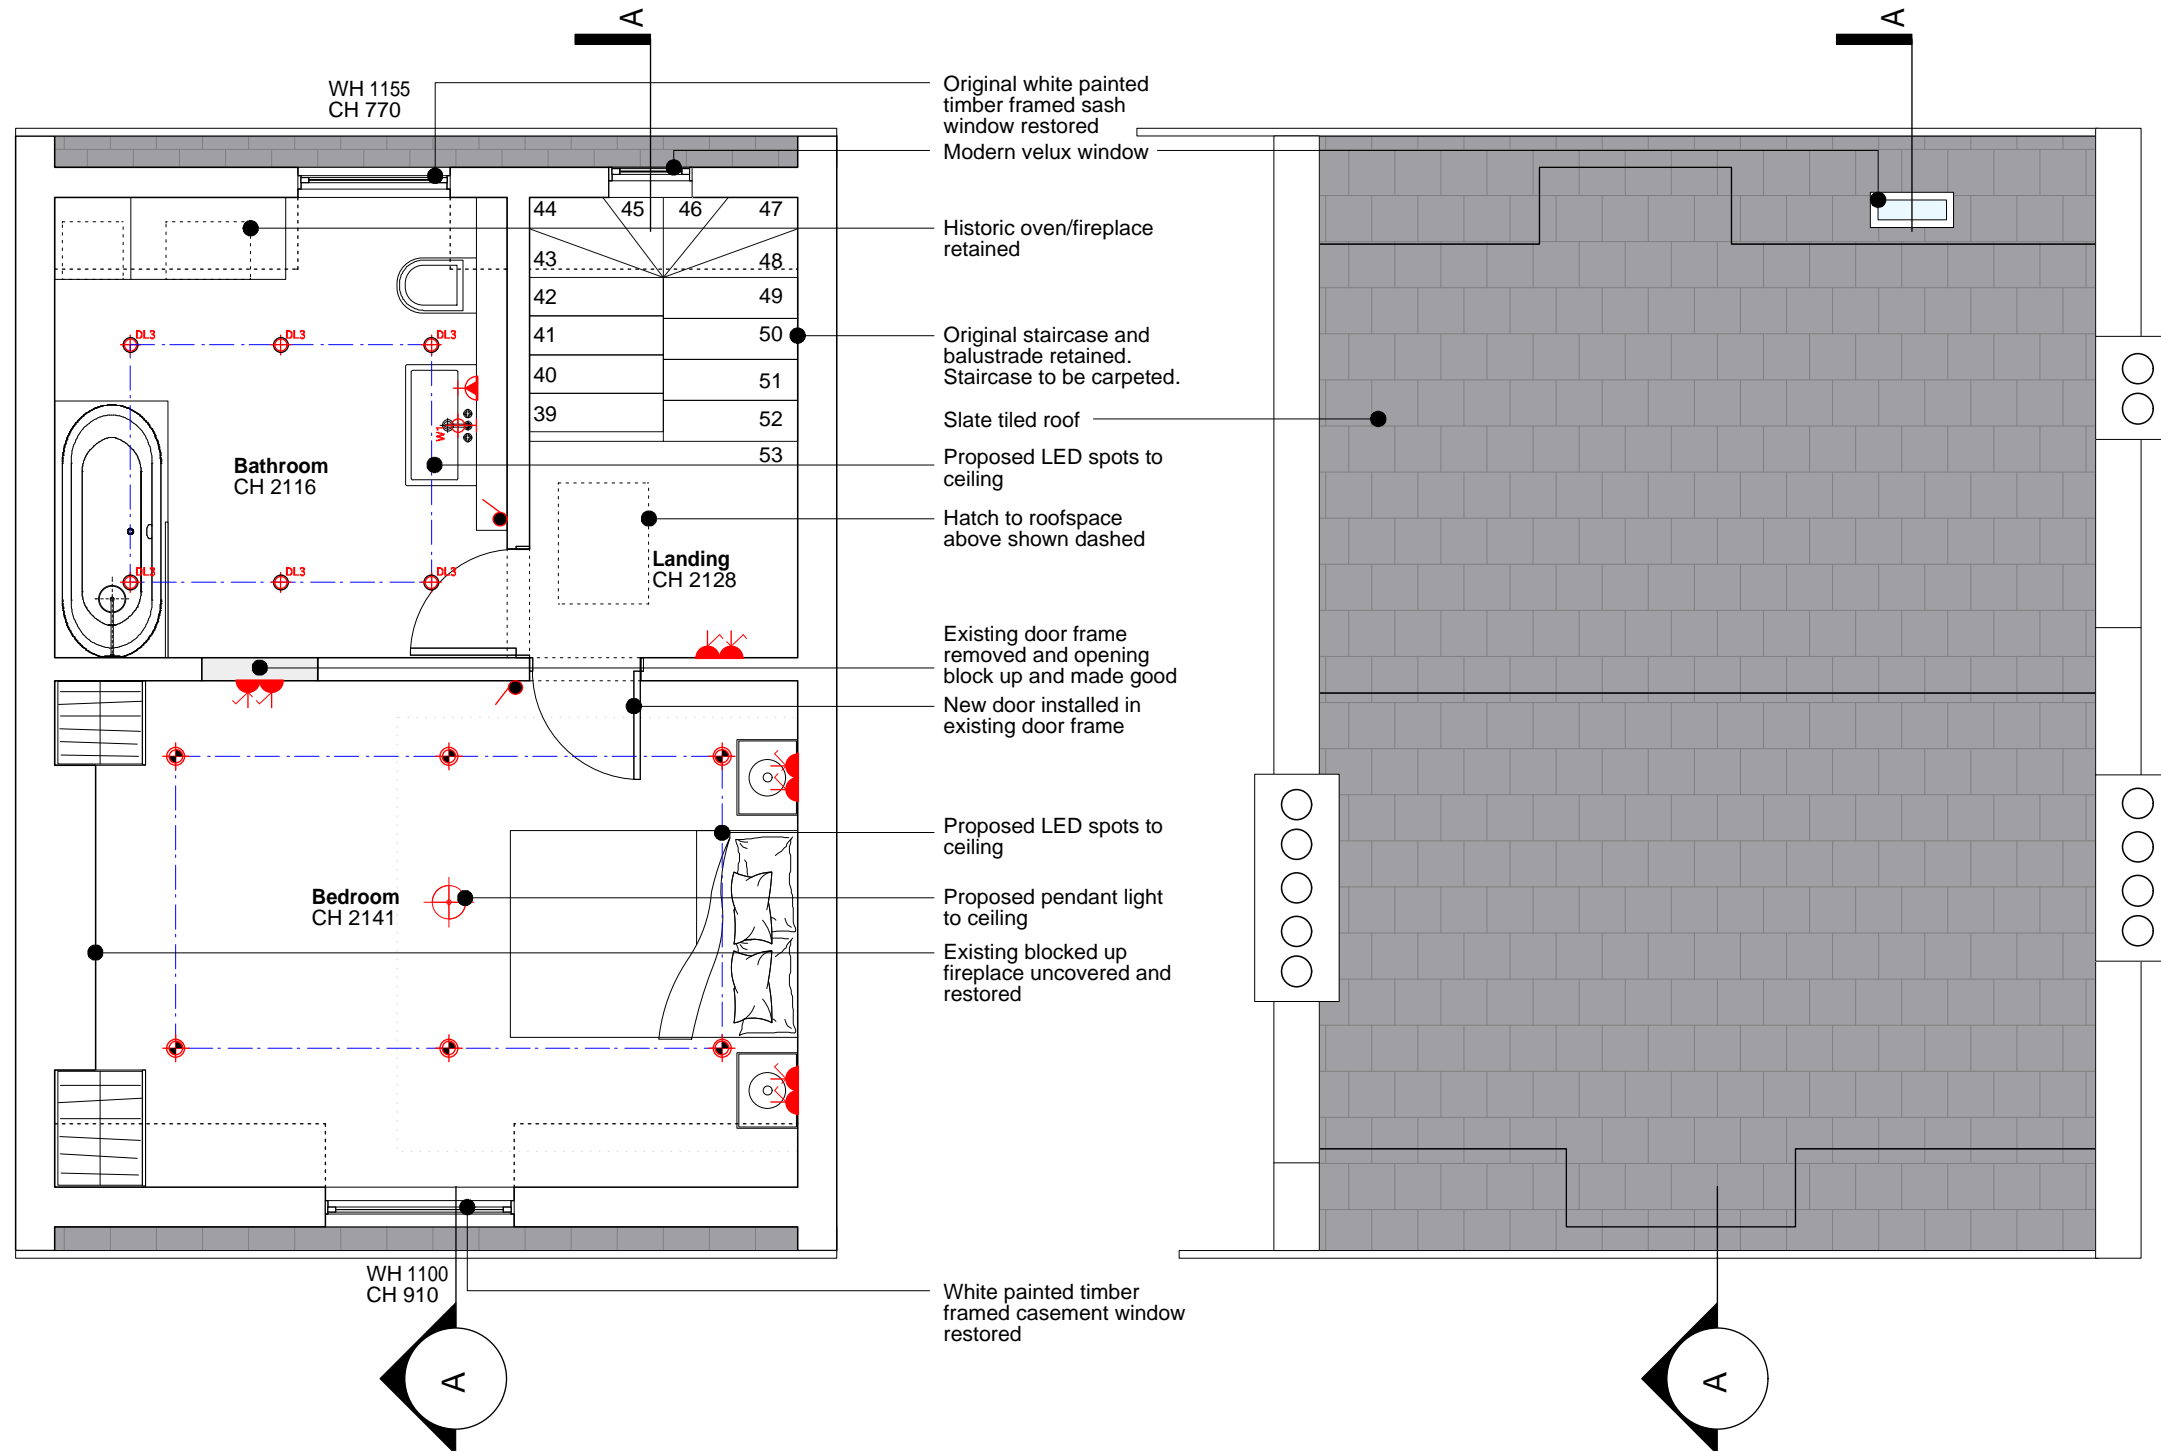 A
A
WH 1155
CH 770
Original white painted
timber framed sash
window restored
Modern velux window
Historic oven/fireplace
retained
Original staircase and
balustrade retained.
Staircase to be carpeted.
Slate tiled roof
Proposed LED spots to
ceiling
Hatch to roofspace
above shown dashed
Existing door frame
removed and opening
block up and made good
New door installed in
existing door frame
Proposed LED spots to
ceiling
Proposed pendant light
to ceiling
Existing blocked up
fireplace uncovered and
restored
White painted timber
framed casement window
restored
44
45
46
47
43
48
42
49
41
50
40
51
39
52
53
DL3
DL3
DL3
W1
Bathroom
CH 2116
Landing
CH 2128
DL3
DL3
DL3
Bedroom
CH 2141
WH 1100
CH 910
A
A